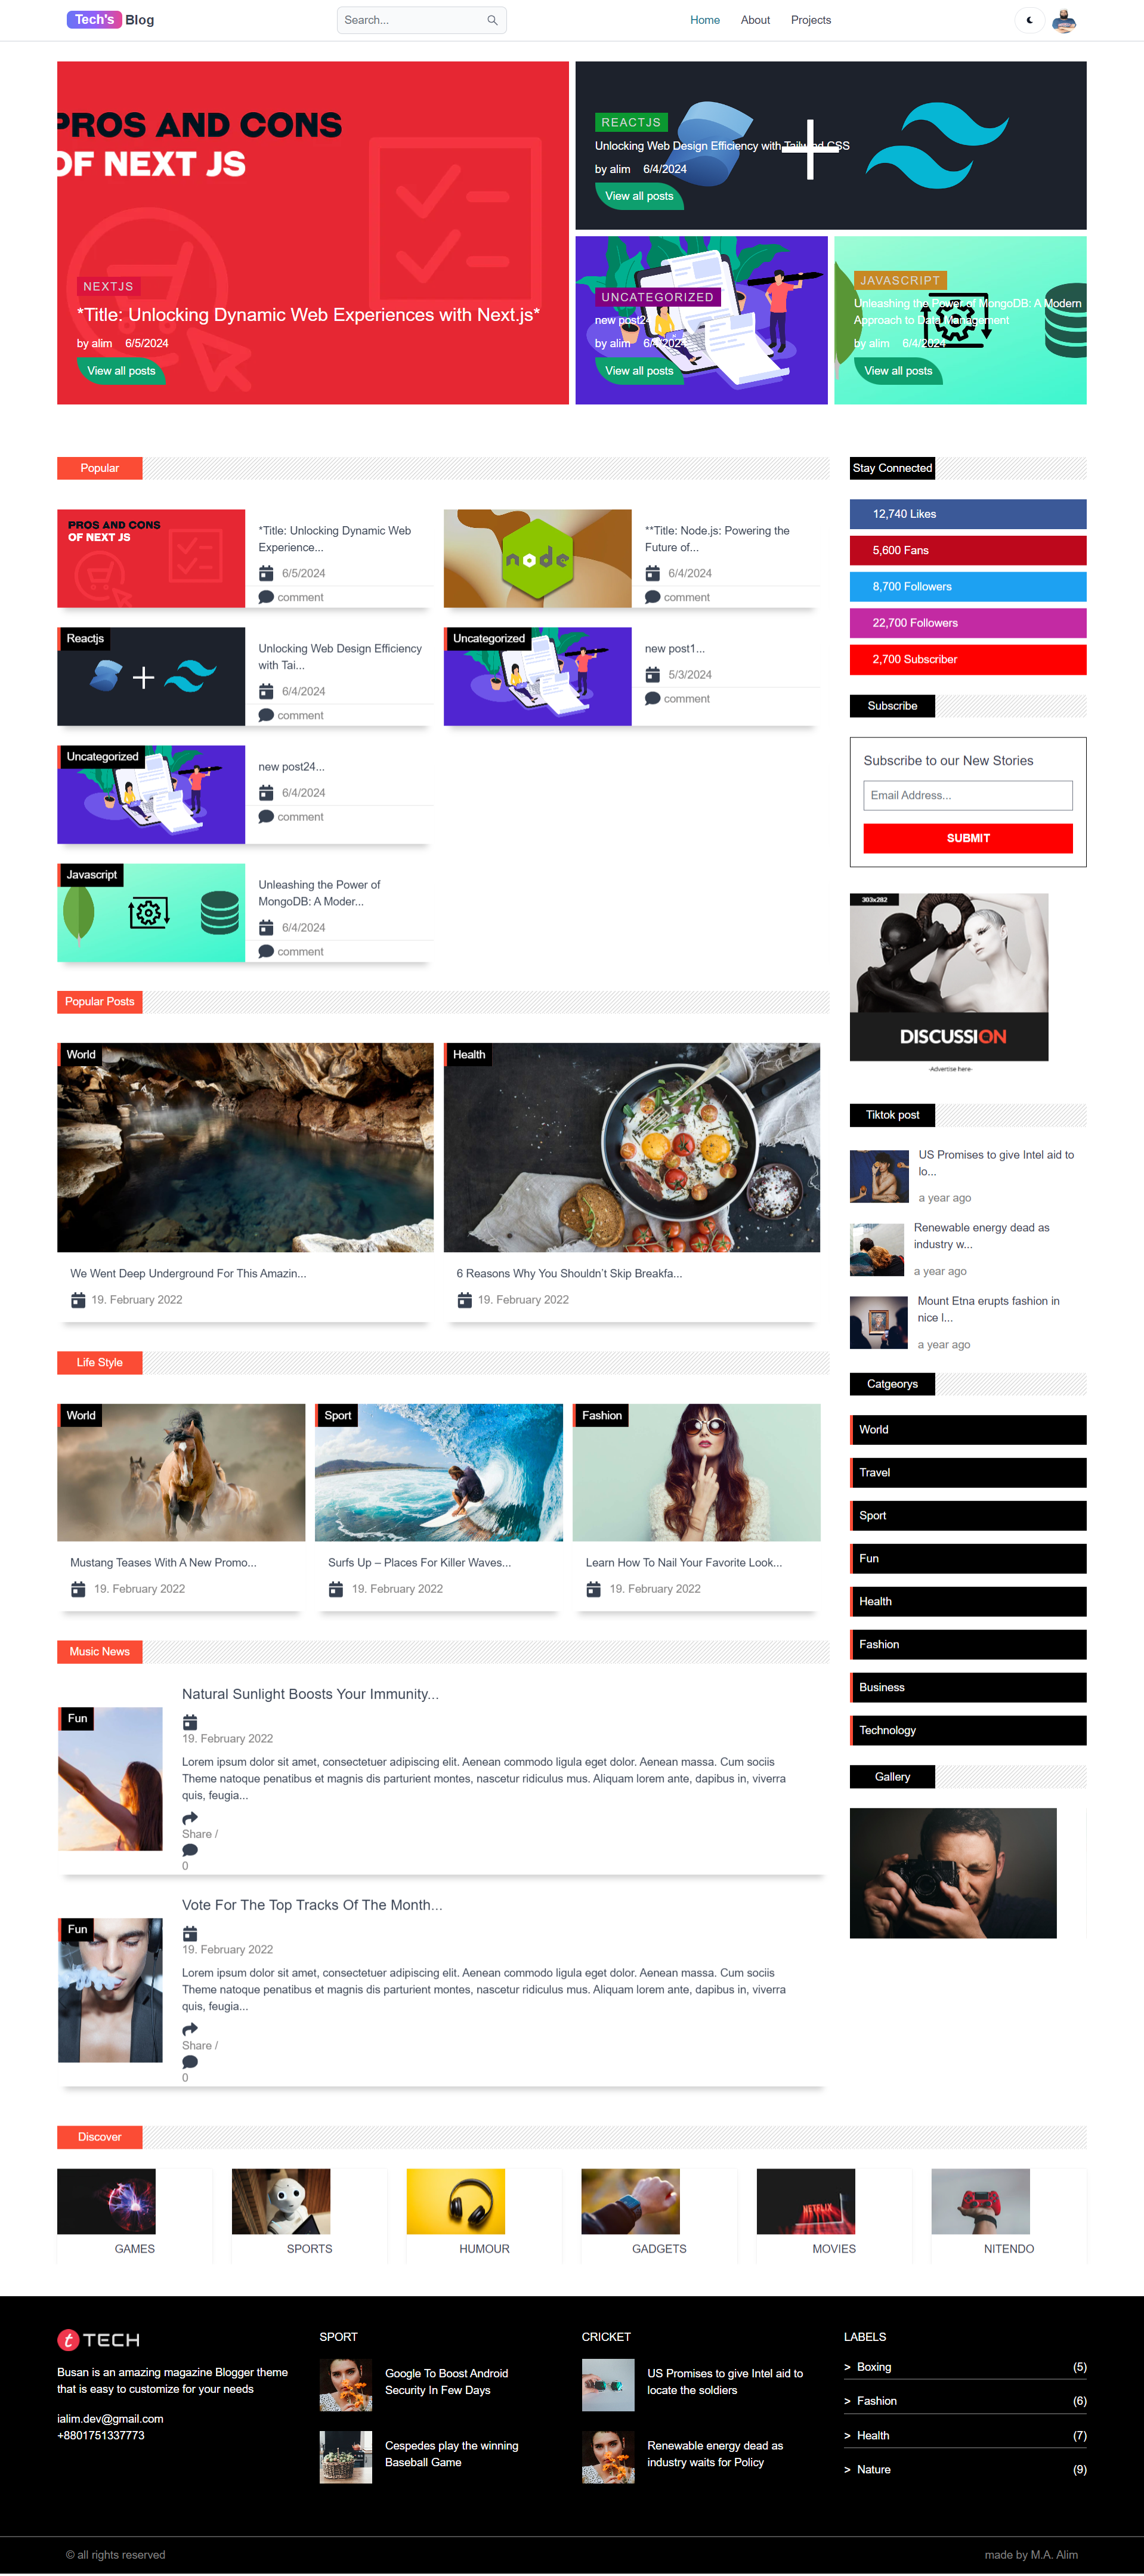 Tech's Blog
Search...
Home
About
Projects
PROS AND CONS
OF NEXT JS
NEXTJS
*Title: Unlocking Dynamic Web Experiences with Next.js*
by alim 6/5/2024
View all posts
REACTJS
Unlocking Web Design Efficiency with Tailwind CSS
by alim 6/4/2024
View all posts
UNCATEGORIZED
new post24
by alim 6/4/2024
View all posts
JAVASCRIPT
Unleashing the Power of MongoDB: A Modern
Approach to Data Management
by alim 6/4/2024
View all posts
Popular
PROS AND CONS
OF NEXT JS
*Title: Unlocking Dynamic Web
Experience...
6/5/2024
comment
node
**Title: Node.js: Powering the
Future of...
6/4/2024
comment
Reactjs
Unlocking Web Design Efficiency
with Tai...
6/4/2024
comment
Uncategorized
new post1...
5/3/2024
comment
Uncategorized
new post24...
6/4/2024
comment
Javascript
Unleashing the Power of
MongoDB: A Moder...
6/4/2024
comment
Popular Posts
World
We Went Deep Underground For This Amazin...
19. February 2022
Health
6 Reasons Why You Shouldn't Skip Breakfa...
19. February 2022
Life Style
World
Mustang Teases With A New Promo...
19. February 2022
Sport
Surfs Up – Places For Killer Waves...
19. February 2022
Fashion
Learn How To Nail Your Favorite Look...
19. February 2022
Music News
Fun
Natural Sunlight Boosts Your Immunity...
19. February 2022
Lorem ipsum dolor sit amet, consectetuer adipiscing elit. Aenean commodo ligula eget dolor. Aenean massa. Cum sociis
Theme natoque penatibus et magnis dis parturient montes, nascetur ridiculus mus. Aliquam lorem ante, dapibus in, viverra
quis, feugia...
Share /
0
Fun
Vote For The Top Tracks Of The Month...
19. February 2022
Lorem ipsum dolor sit amet, consectetuer adipiscing elit. Aenean commodo ligula eget dolor. Aenean massa. Cum sociis
Theme natoque penatibus et magnis dis parturient montes, nascetur ridiculus mus. Aliquam lorem ante, dapibus in, viverra
quis, feugia...
Share /
0
Stay Connected
12,740 Likes
5,600 Fans
8,700 Followers
22,700 Followers
2,700 Subscriber
Subscribe
Subscribe to our New Stories
Email Address...
SUBMIT
303x282
DISCUSSION
-Advertise here-
Tiktok post
US Promises to give Intel aid to
lo...
a year ago
Renewable energy dead as
industry w...
a year ago
Mount Etna erupts fashion in
nice l...
a year ago
Catgeorys
World
Travel
Sport
Fun
Health
Fashion
Business
Technology
Gallery
Discover
GAMES
SPORTS
HUMOUR
GADGETS
NETFLIX
MOVIES
NITENDO
t TECH
Busan is an amazing magazine Blogger theme
that is easy to customize for your needs
ialim.dev@gmail.com
+8801751337773
SPORT
Google To Boost Android
Security In Few Days
Cespedes play the winning
Baseball Game
CRICKET
US Promises to give Intel aid to
locate the soldiers
Renewable energy dead as
industry waits for Policy
LABELS
> Boxing (5)
> Fashion (6)
> Health (7)
> Nature (9)
© all rights reserved
made by M.A. Alim